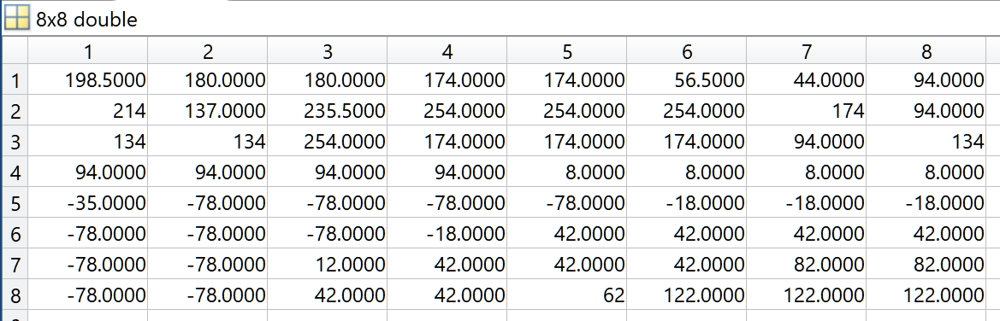 8x8 double
1 2 3 4 5 6 7 8
1 198.5000 180.0000 180.0000 174.0000 174.0000 56.5000 44.0000 94.0000
2 214 137.0000 235.5000 254.0000 254.0000 254.0000 174 94.0000
3 134 134 254.0000 174.0000 174.0000 174.0000 94.0000 134
4 94.0000 94.0000 94.0000 94.0000 8.0000 8.0000 8.0000 8.0000
5 -35.0000 -78.0000 -78.0000 -78.0000 -78.0000 -18.0000 -18.0000 -18.0000
6 -78.0000 -78.0000 -78.0000 -18.0000 42.0000 42.0000 42.0000 42.0000
7 -78.0000 -78.0000 12.0000 42.0000 42.0000 42.0000 82.0000 82.0000
8 -78.0000 -78.0000 42.0000 42.0000 62 122.0000 122.0000 122.0000